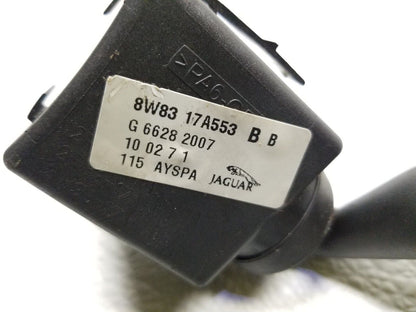 8W83 17A553 B B
G 6628 2007
10 02 7 1
115 AYSPA JAGUAR